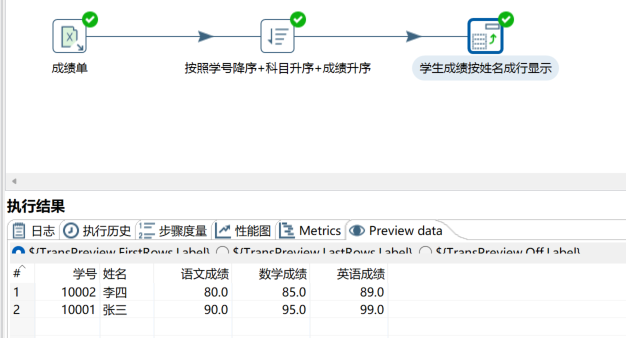 成绩单 按照学号降序+科目升序+成绩升序 学生成绩按姓名成行显示
执行结果
日志 执行历史 步骤度量 性能图 Metrics Preview data
${TransPreview.FirstRows.Label} ${TransPreview.LastRows.Label} ${TransPreview.Off.Label}
# 学号 姓名 语文成绩 数学成绩 英语成绩
1 10002 李四 80.0 85.0 89.0
2 10001 张三 90.0 95.0 99.0